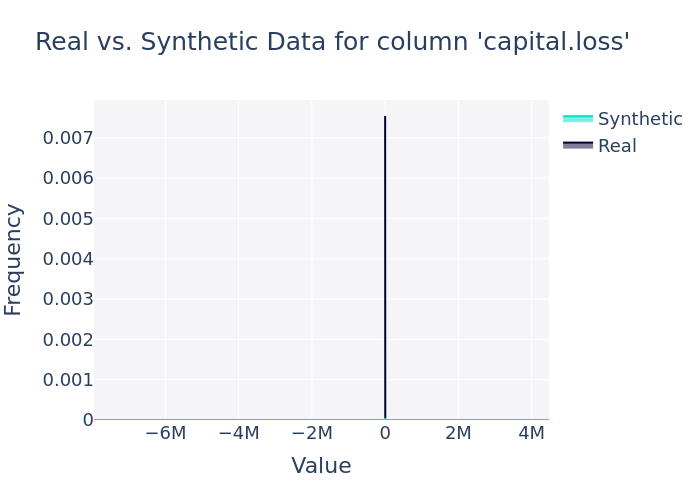 Real vs. Synthetic Data for column 'capital.loss'
Synthetic
Real
0.007
0.006
0.005
0.004
0.003
0.002
0.001
0
−6M −4M −2M 0 2M 4M
Value
Frequency